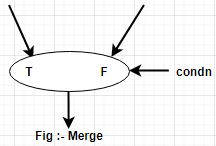 T F condn
Fig :- Merge